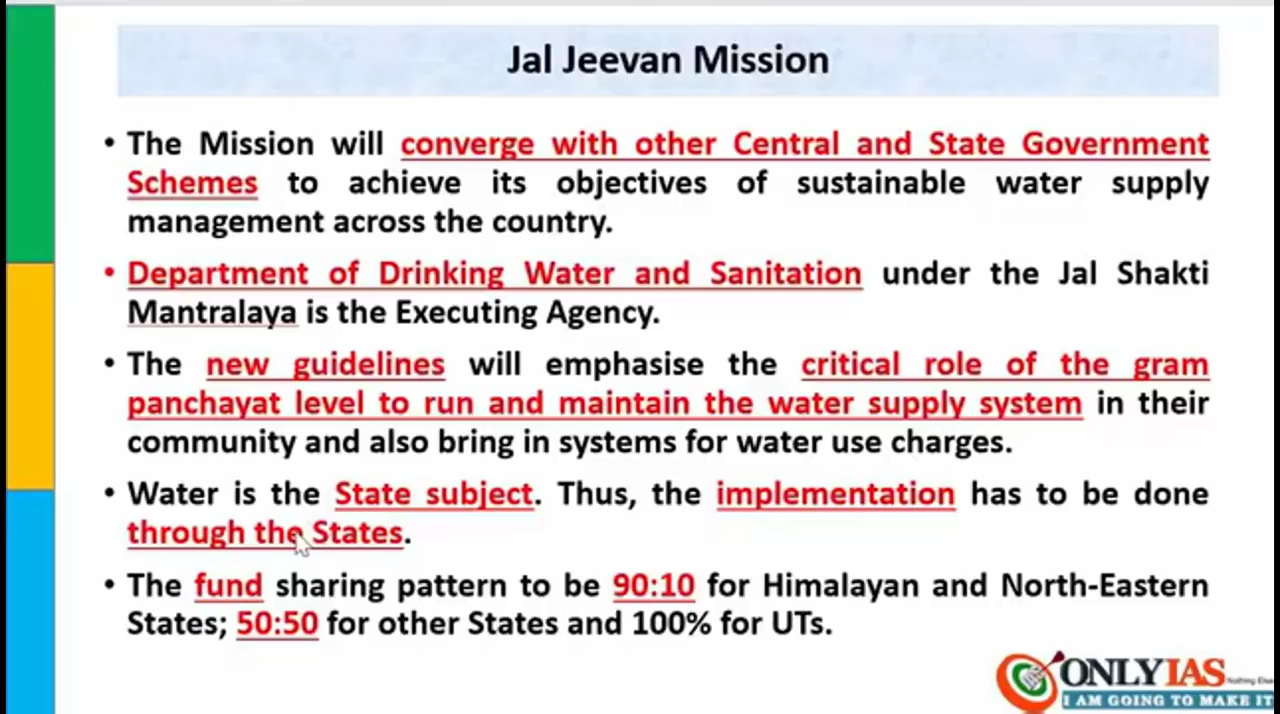 Jal Jeevan Mission
• The Mission will converge with other Central and State Government
Schemes to achieve its objectives of sustainable water supply
management across the country.
• Department of Drinking Water and Sanitation under the Jal Shakti
Mantralaya is the Executing Agency.
• The new guidelines will emphasise the critical role of the gram
panchayat level to run and maintain the water supply system in their
community and also bring in systems for water use charges.
• Water is the State subject. Thus, the implementation has to be done
through the States.
• The fund sharing pattern to be 90:10 for Himalayan and North-Eastern
States; 50:50 for other States and 100% for UTs.
ONLYIAS Nothing Else
I AM GOING TO MAKE IT